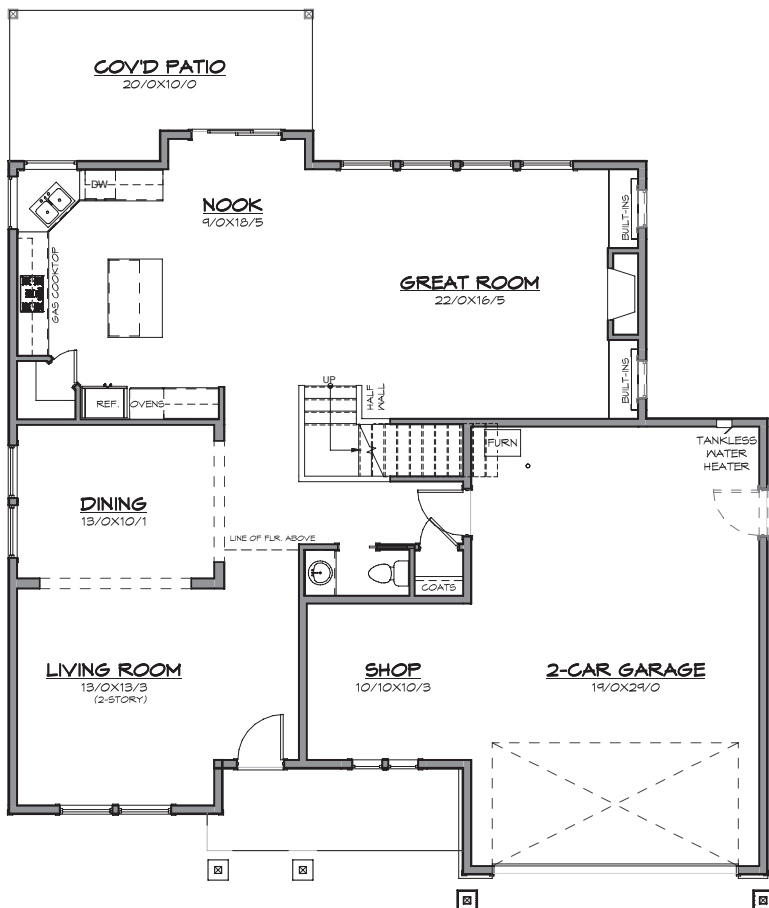 COV'D PATIO
20/0X10/0
DW
NOOK
9/0X18/5
BUILT-INS
GAS COOKTOP
GREAT ROOM
22/0X16/5
UP
HALF
WALL
BUILT-INS
REF.
OVENS
FURN
TANKLESS
WATER
HEATER
DINING
13/0X10/1
LINE OF FLR. ABOVE
COATS
LIVING ROOM
13/0X13/3
(2-STORY)
SHOP
10/10X10/3
2-CAR GARAGE
19/0X29/0